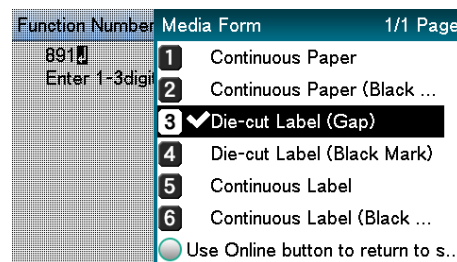 Function Number
891
Enter 1-3digi
Media Form 1/1 Page
1 Continuous Paper
2 Continuous Paper (Black ...
3 Die-cut Label (Gap)
4 Die-cut Label (Black Mark)
5 Continuous Label
6 Continuous Label (Black ...
Use Online button to return to s..